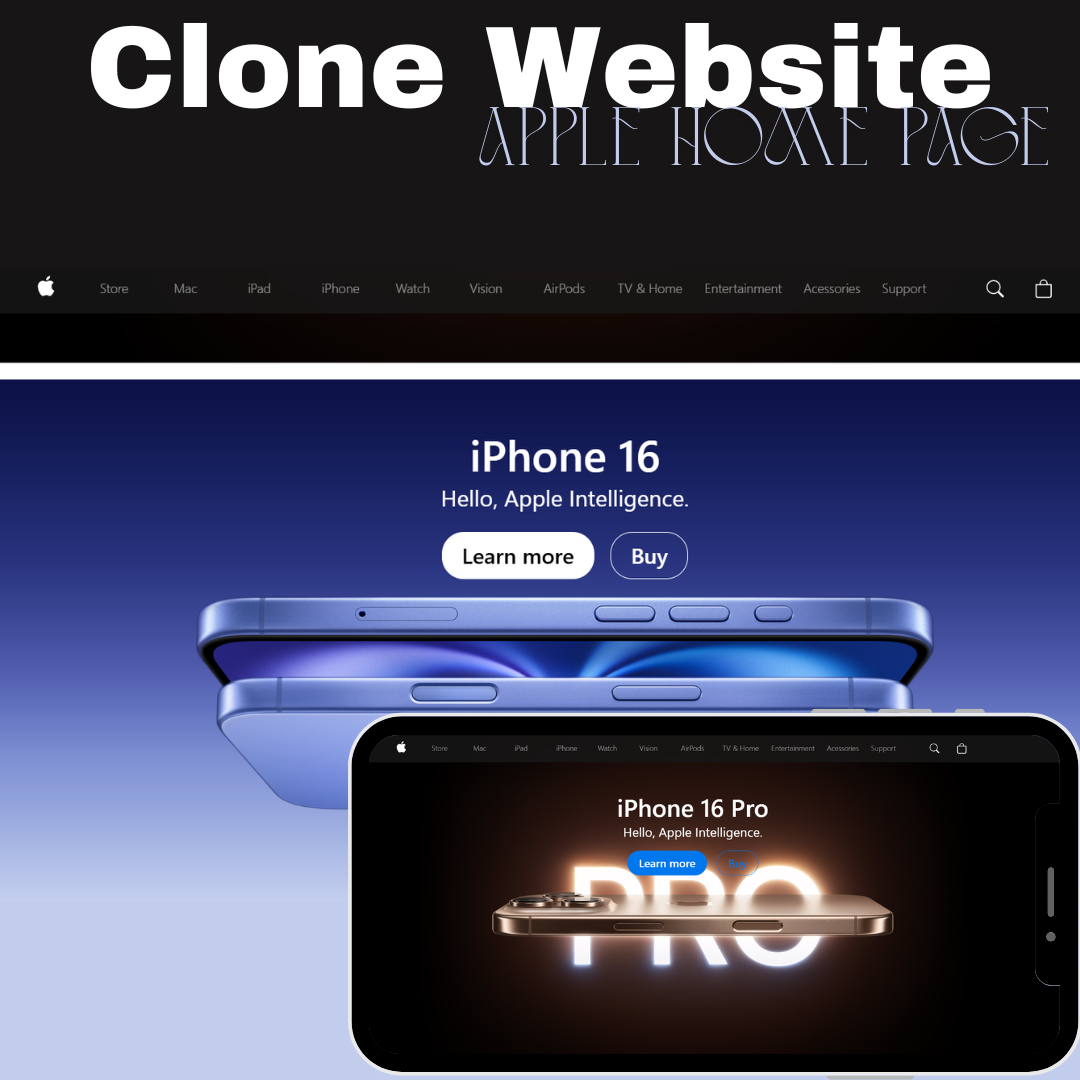 Clone Website
APPLE HOME PAGE
Store Mac iPad iPhone Watch Vision AirPods TV & Home Entertainment Acessories Support
iPhone 16
Hello, Apple Intelligence.
Learn more Buy
Store Mac iPad iPhone Watch Vision AirPods TV & Home Entertainment Acessories Support
iPhone 16 Pro
Hello, Apple Intelligence.
Learn more Buy
PRO